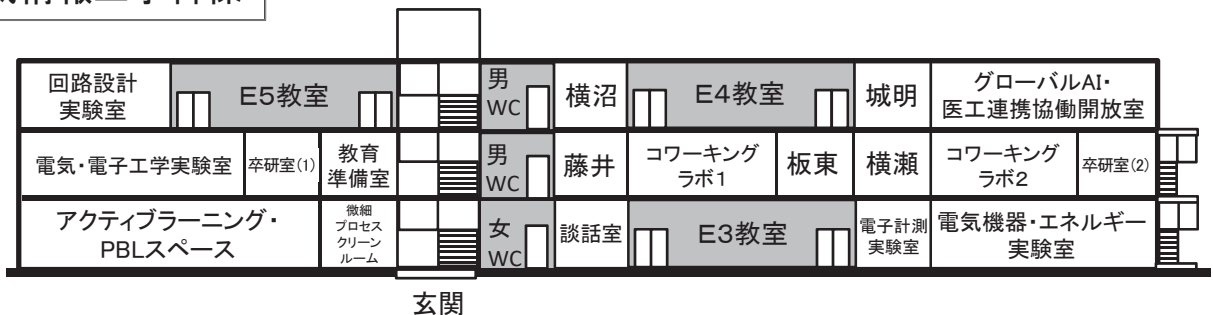 回路設計
実験室
E5教室
男
WC
横沼
E4教室
城明
グローバルAI・
医工連携協働開放室
電気・電子工学実験室
卒研室(1)
教育
準備室
男
WC
藤井
コワーキング
ラボ1
板東
横瀬
コワーキング
ラボ2
卒研室(2)
アクティブラーニング・
PBLスペース
微細
プロセス
クリーン
ルーム
女
WC
談話室
E3教室
電子計測
実験室
電気機器・エネルギー
実験室
玄関